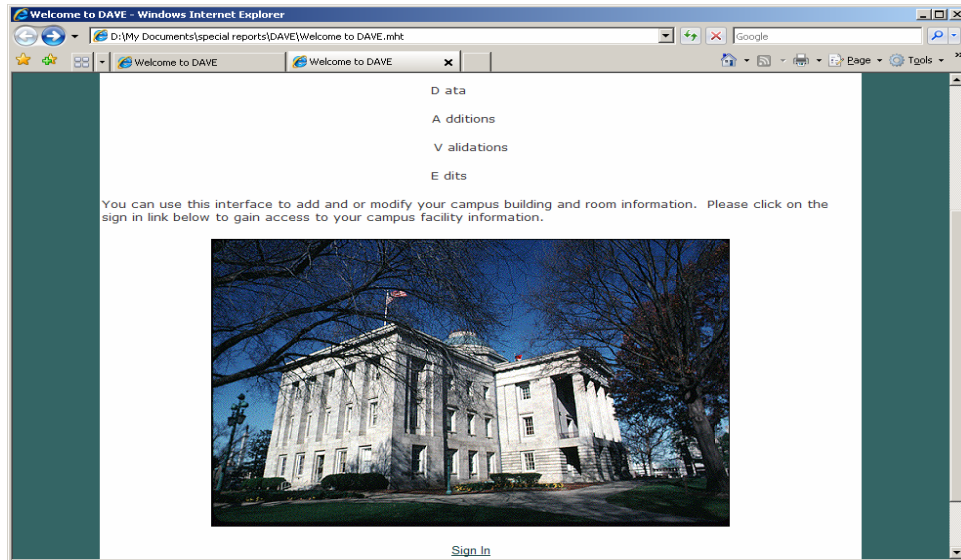 Welcome to DAVE - Windows Internet Explorer
D:\My Documents\special reports\DAVE\Welcome to DAVE.mht
Google
Welcome to DAVE
Welcome to DAVE
Page
Tools
D ata
A dditions
V alidations
E dits
You can use this interface to add and or modify your campus building and room information. Please click on the
sign in link below to gain access to your campus facility information.
Sign In